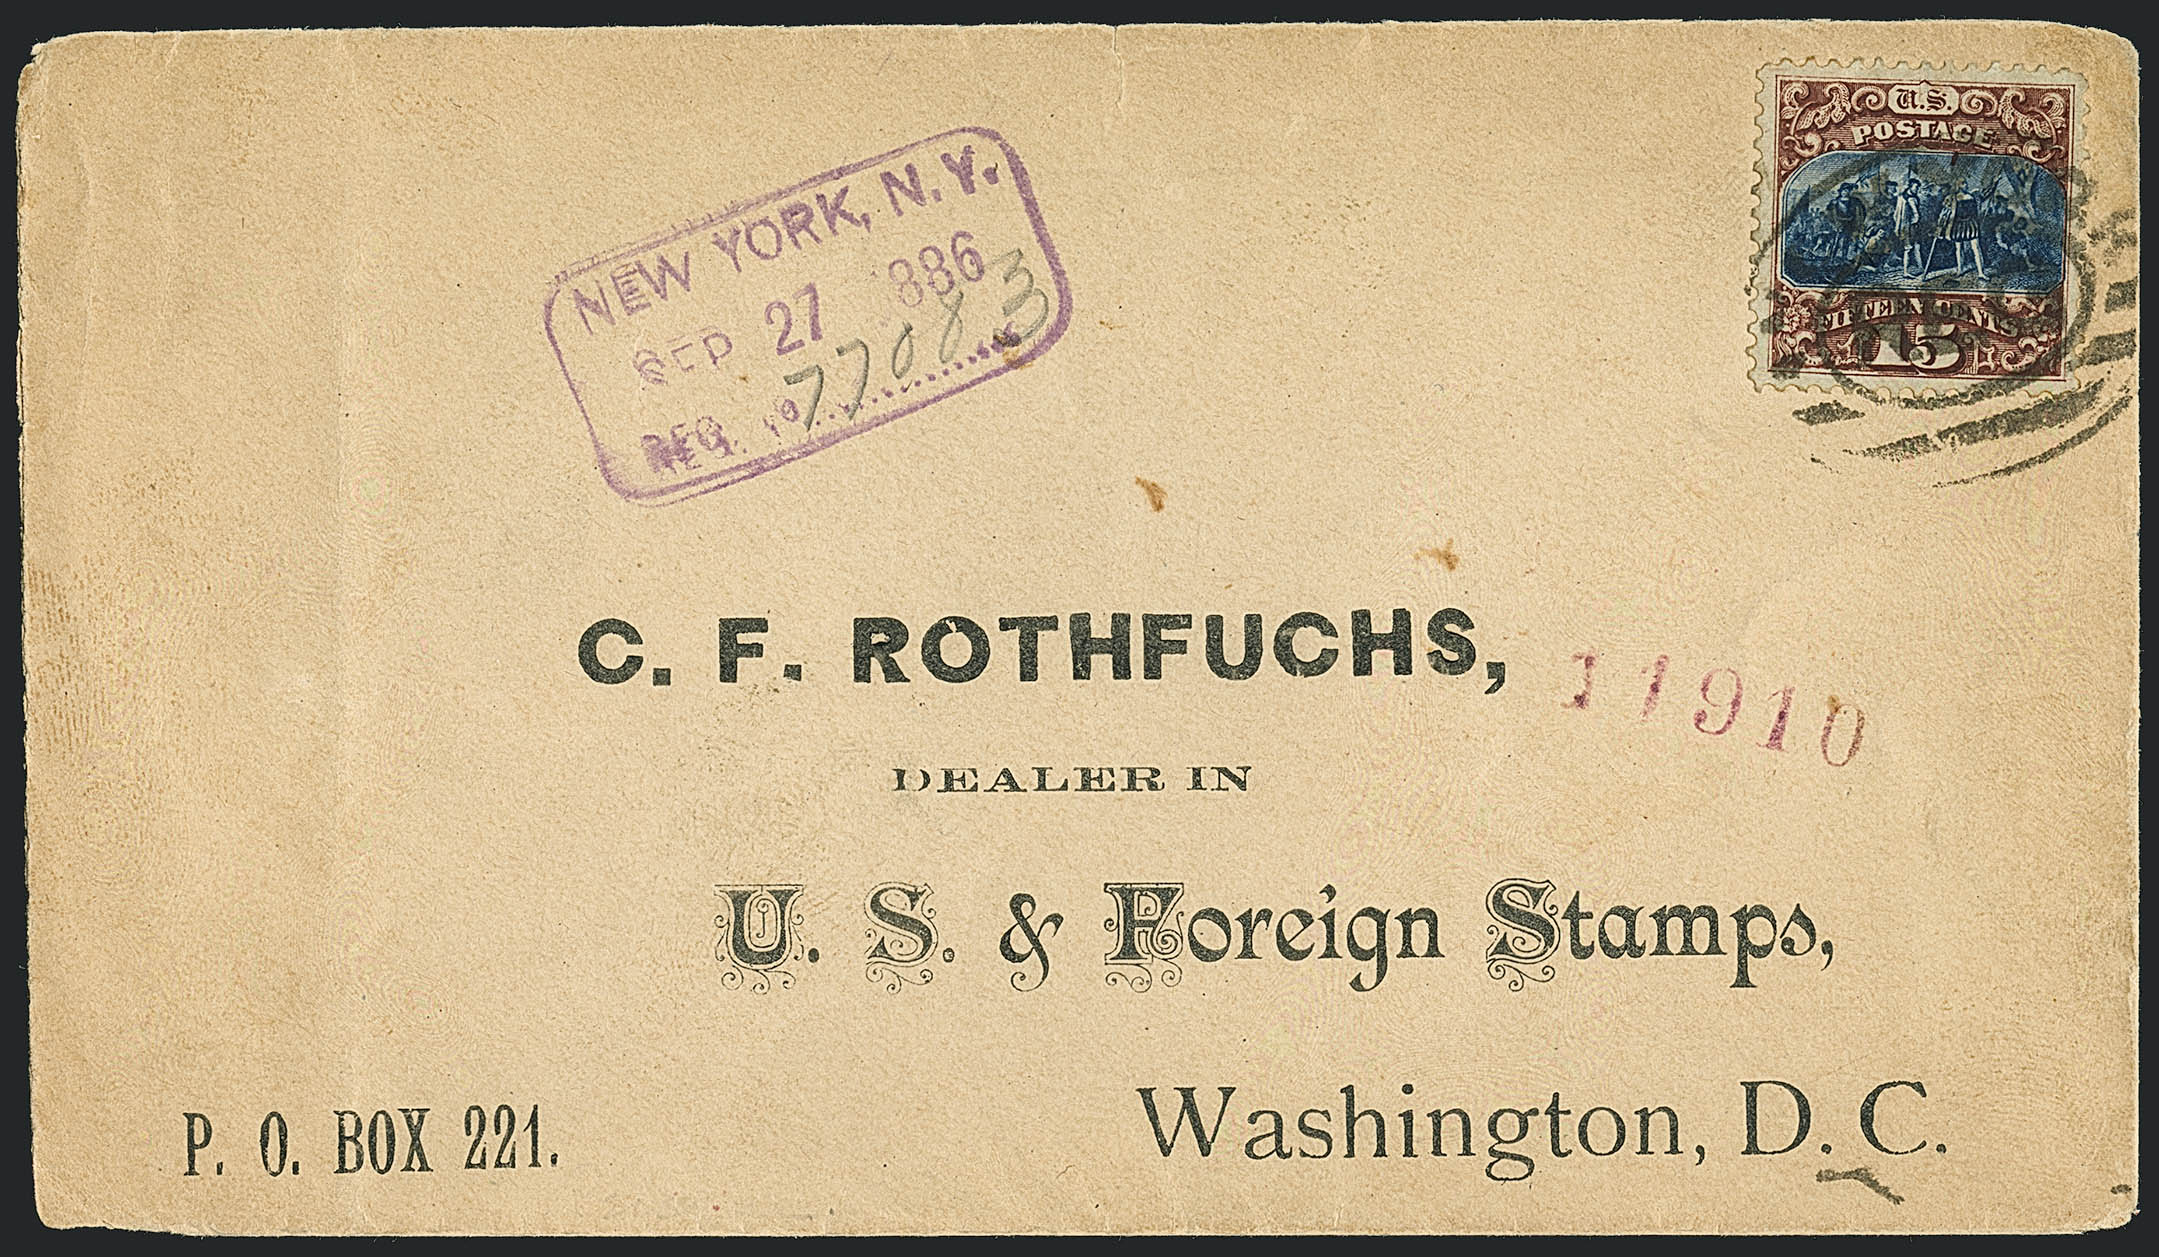 U.S.
POSTAGE
FIFTEEN CENTS
15
NEW YORK, N.Y.
SEP 27 886
REG. No 77083
C. F. ROTHFUCHS,
11910
DEALER IN
U. S. & Foreign Stamps,
P. O. BOX 221.
Washington, D. C.